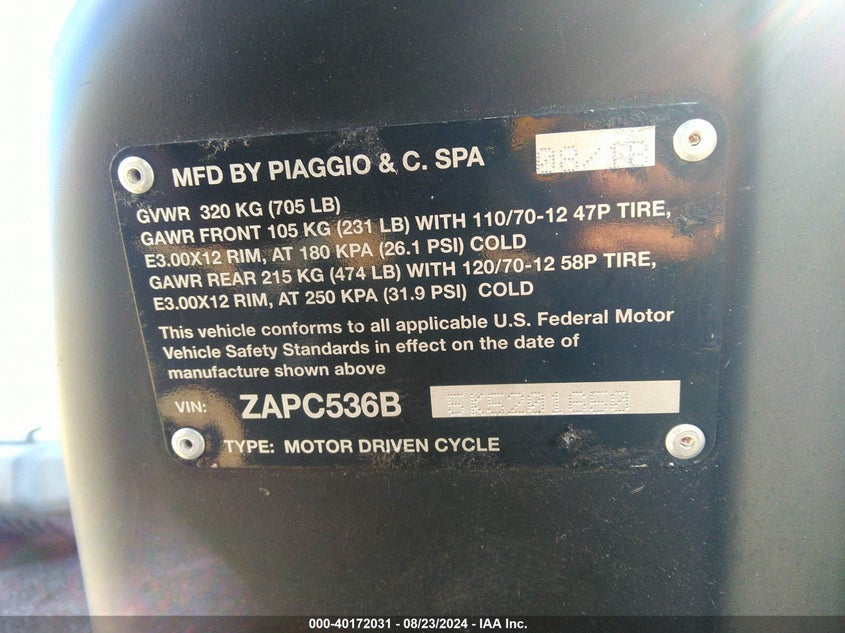 MFD BY PIAGGIO & C. SPA 08/18
GVWR 320 KG (705 LB)
GAWR FRONT 105 KG (231 LB) WITH 110/70-12 47P TIRE,
E3.00X12 RIM, AT 180 KPA (26.1 PSI) COLD
GAWR REAR 215 KG (474 LB) WITH 120/70-12 58P TIRE,
E3.00X12 RIM, AT 250 KPA (31.9 PSI) COLD
This vehicle conforms to all applicable U.S. Federal Motor
Vehicle Safety Standards in effect on the date of
manufacture shown above
VIN: ZAPC536B
TYPE: MOTOR DRIVEN CYCLE
000-40172031 - 08/23/2024 - IAA Inc.